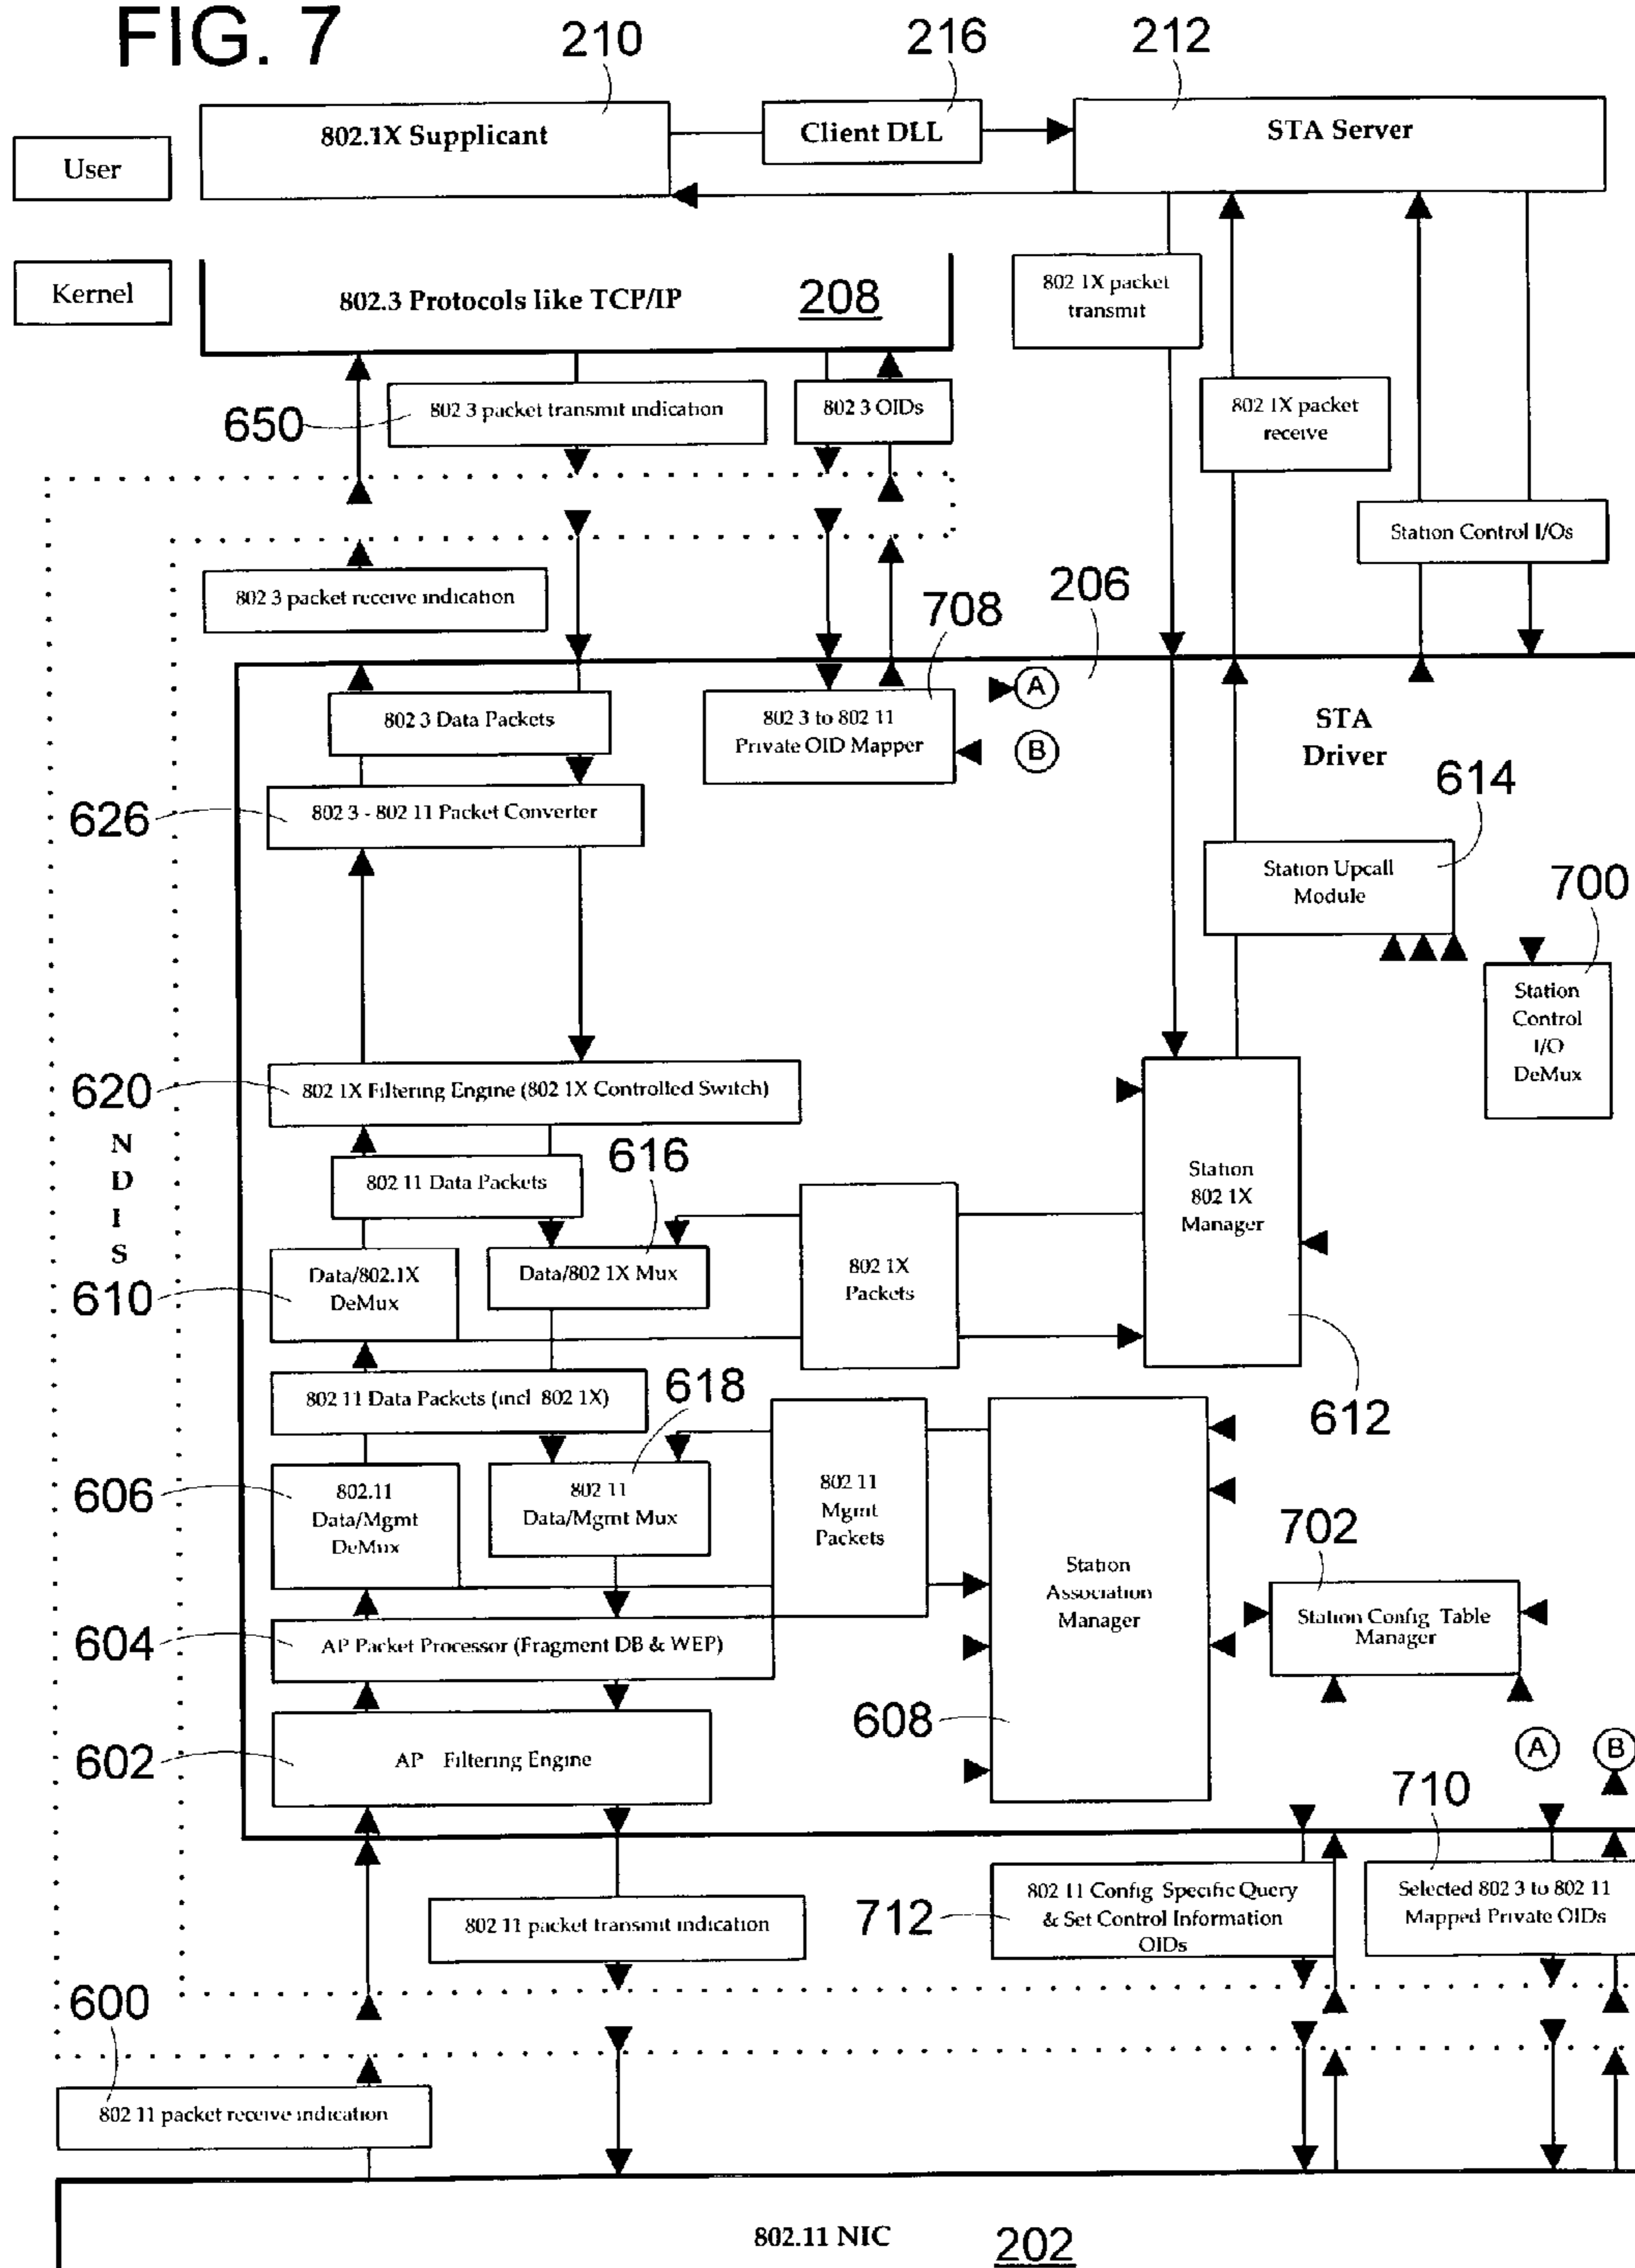 FIG. 7
210
216
212
802.1X Supplicant
Client DLL
STA Server
User
Kernel
802.3 Protocols like TCP/IP
208
802 1X packet
transmit
650
802 3 packet transmit indication
802 3 OIDs
802 1X packet
receive
Station Control I/Os
802 3 packet receive indication
708
206
802 3 Data Packets
802 3 to 802 11
Private OID Mapper
A
B
STA
Driver
626
802 3 - 802 11 Packet Converter
614
Station Upcall
Module
700
Station
Control
I/O
DeMux
620
802 1X Filtering Engine (802 1X Controlled Switch)
N
D
I
S
802 11 Data Packets
616
Station
802 1X
Manager
610
Data/802.1X
DeMux
Data/802 1X Mux
802 1X
Packets
802 11 Data Packets (incl 802 1X)
618
612
606
802.11
Data/Mgmt
DeMux
802 11
Data/Mgmt Mux
802 11
Mgmt
Packets
Station
Association
Manager
702
Station Config Table
Manager
604
AP Packet Processor (Fragment DB & WEP)
608
602
AP Filtering Engine
A
B
710
802 11 packet transmit indication
712
802 11 Config Specific Query
& Set Control Information
OIDs
Selected 802 3 to 802 11
Mapped Private OIDs
600
802 11 packet receive indication
802.11 NIC
202